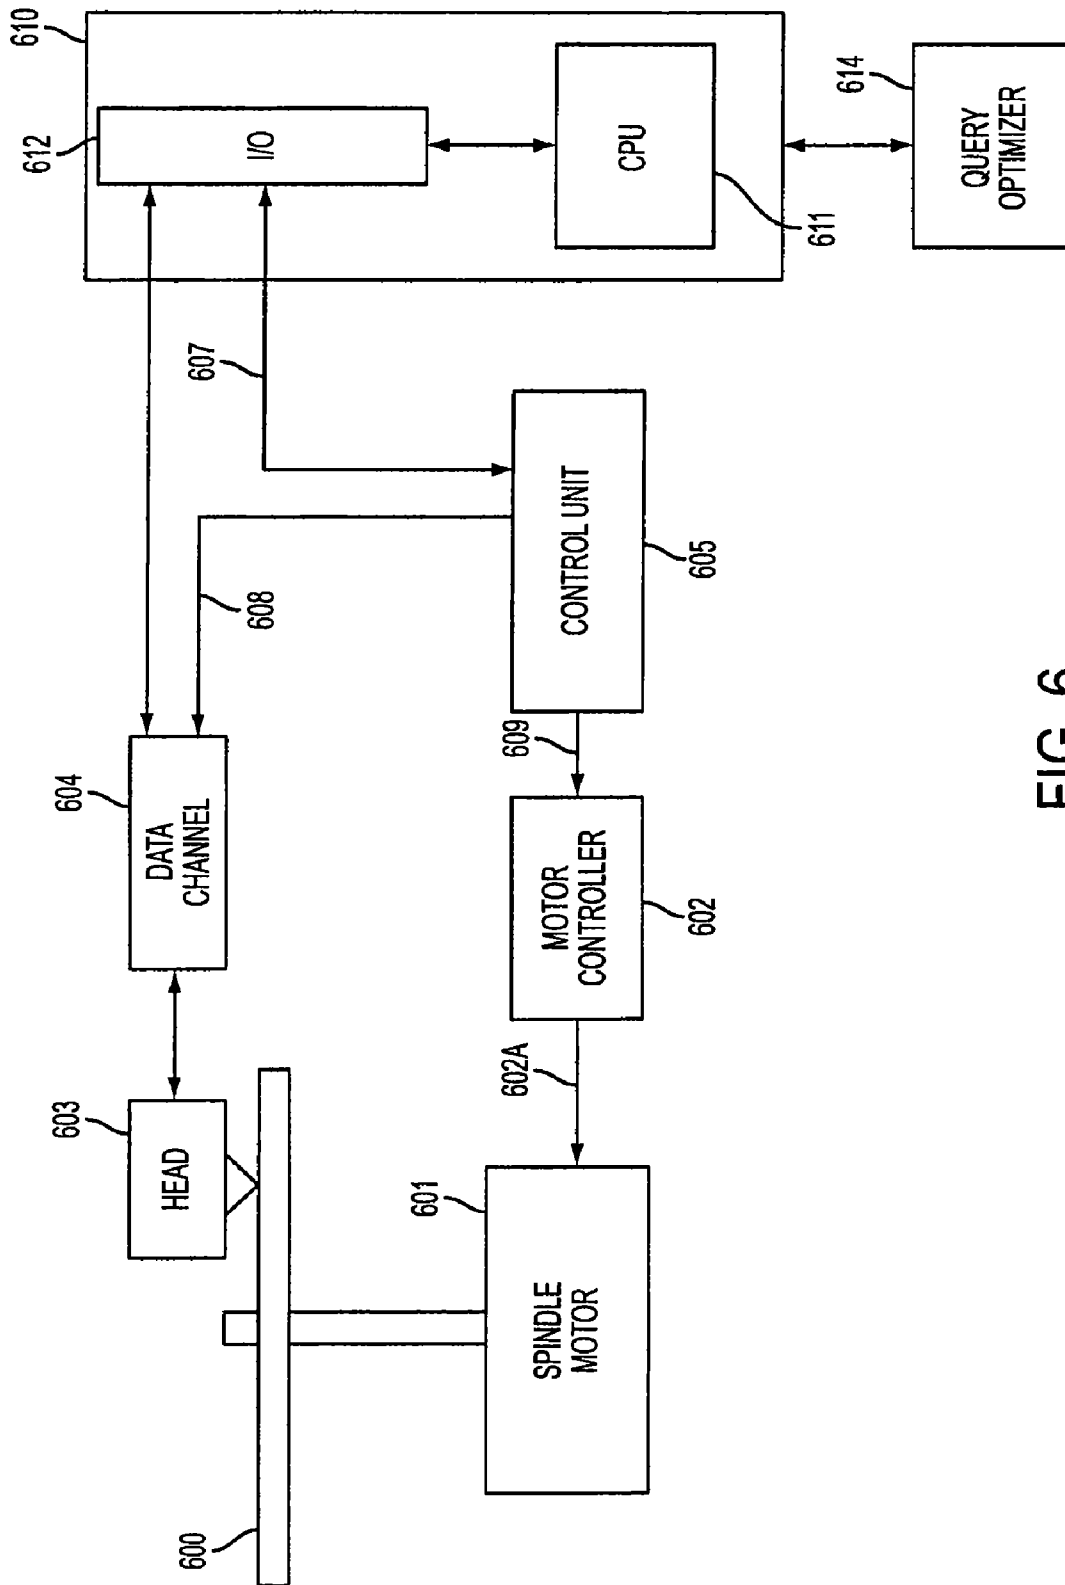 600
603
HEAD
604
DATA
CHANNEL
608
607
612
I/O
610
CPU
611
614
QUERY
OPTIMIZER
601
SPINDLE
MOTOR
602A
MOTOR
CONTROLLER
602
609
CONTROL UNIT
605
FIG. 6